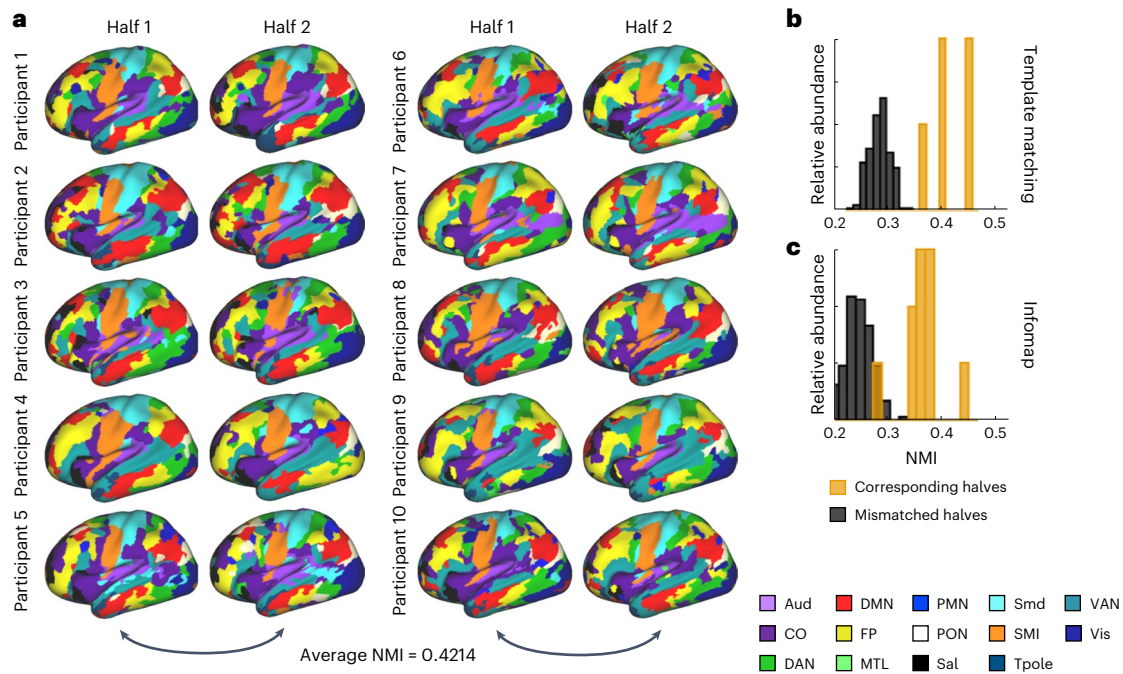 a
Half 1 Half 2 Half 1 Half 2
Participant 1
Participant 2
Participant 3
Participant 4
Participant 5
Participant 6
Participant 7
Participant 8
Participant 9
Participant 10
Average NMI = 0.4214
b
Relative abundance
0.2 0.3 0.4 0.5
Template matching
c
Relative abundance
0.2 0.3 0.4 0.5
NMI
Infomap
Corresponding halves
Mismatched halves
Aud DMN PMN Smd VAN
CO FP PON SMI Vis
DAN MTL Sal Tpole